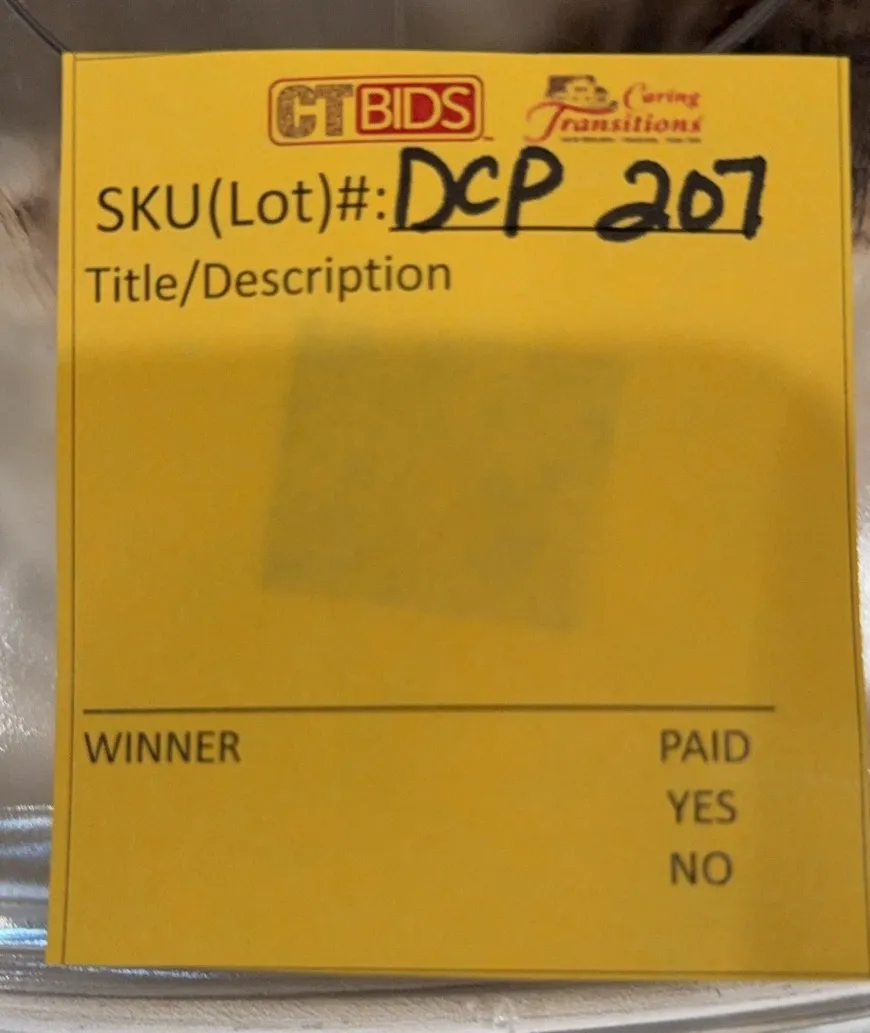 CTBIDS Caring
Transitions
SKU(Lot)#: DCP 207
Title/Description
WINNER PAID
YES
NO